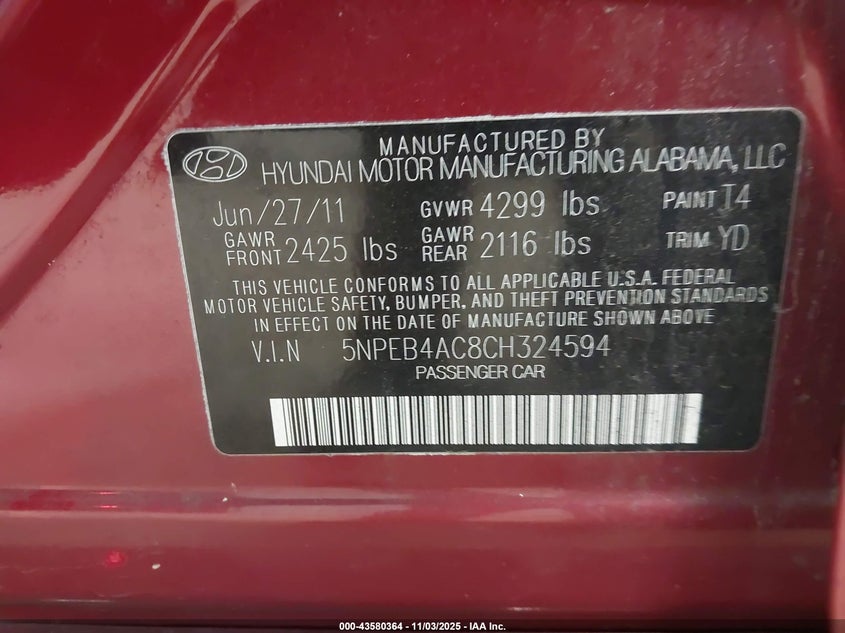 MANUFACTURED BY
HYUNDAI MOTOR MANUFACTURING ALABAMA, LLC
Jun/27/11 GVWR 4299 lbs PAINT T4
GAWR FRONT 2425 lbs GAWR REAR 2116 lbs TRIM YD
THIS VEHICLE CONFORMS TO ALL APPLICABLE U.S.A. FEDERAL
MOTOR VEHICLE SAFETY, BUMPER, AND THEFT PREVENTION STANDARDS
IN EFFECT ON THE DATE OF MANUFACTURE SHOWN ABOVE
V.I.N 5NPEB4AC8CH324594
PASSENGER CAR
000-43580364 - 11/03/2025 - IAA Inc.